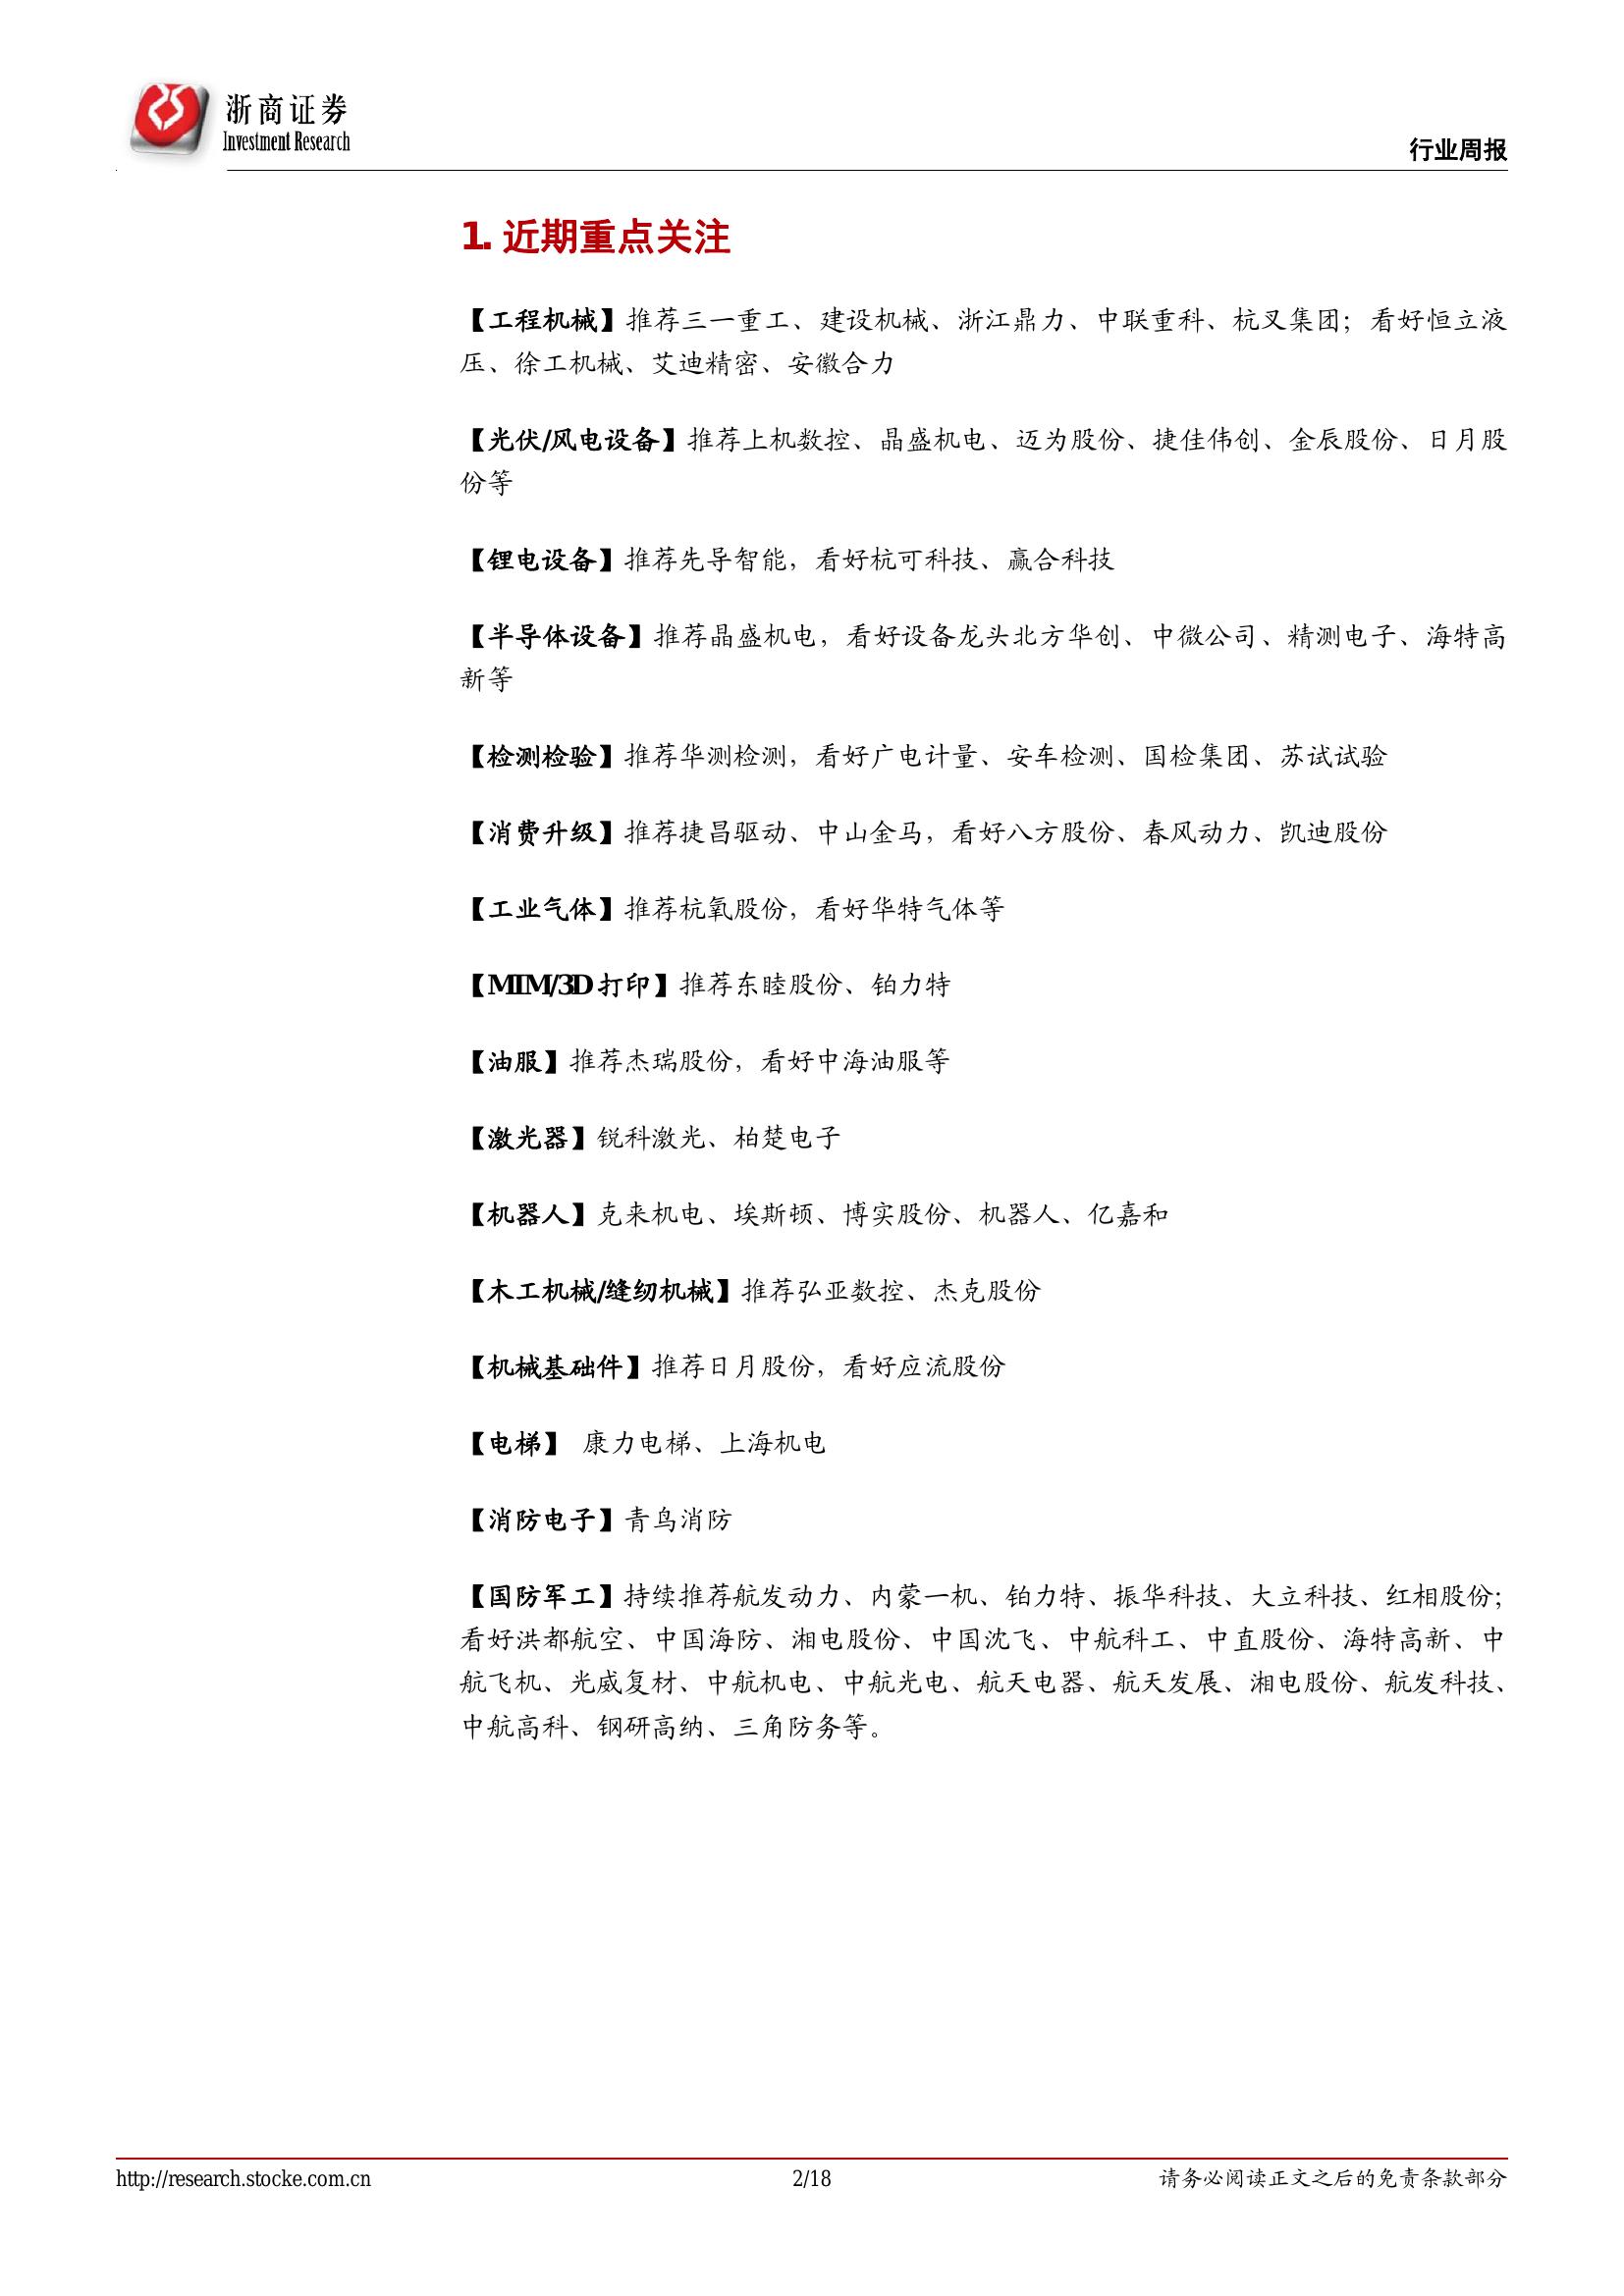 浙商证券
Investment Research
行业周报
1. 近期重点关注
【工程机械】推荐三一重工、建设机械、浙江鼎力、中联重科、杭叉集团；看好恒立液
压、徐工机械、艾迪精密、安徽合力
【光伏/风电设备】推荐上机数控、晶盛机电、迈为股份、捷佳伟创、金辰股份、日月股
份等
【锂电设备】推荐先导智能，看好杭可科技、赢合科技
【半导体设备】推荐晶盛机电，看好设备龙头北方华创、中微公司、精测电子、海特高
新等
【检测检验】推荐华测检测，看好广电计量、安车检测、国检集团、苏试试验
【消费升级】推荐捷昌驱动、中山金马，看好八方股份、春风动力、凯迪股份
【工业气体】推荐杭氧股份，看好华特气体等
【MIM/3D 打印】推荐东睦股份、铂力特
【油服】推荐杰瑞股份，看好中海油服等
【激光器】锐科激光、柏楚电子
【机器人】克来机电、埃斯顿、博实股份、机器人、亿嘉和
【木工机械/缝纫机械】推荐弘亚数控、杰克股份
【机械基础件】推荐日月股份，看好应流股份
【电梯】 康力电梯、上海机电
【消防电子】青鸟消防
【国防军工】持续推荐航发动力、内蒙一机、铂力特、振华科技、大立科技、红相股份；
看好洪都航空、中国海防、湘电股份、中国沈飞、中航科工、中直股份、海特高新、中
航飞机、光威复材、中航机电、中航光电、航天电器、航天发展、湘电股份、航发科技、
中航高科、钢研高纳、三角防务等。
http://research.stocke.com.cn
2/18
请务必阅读正文之后的免责条款部分